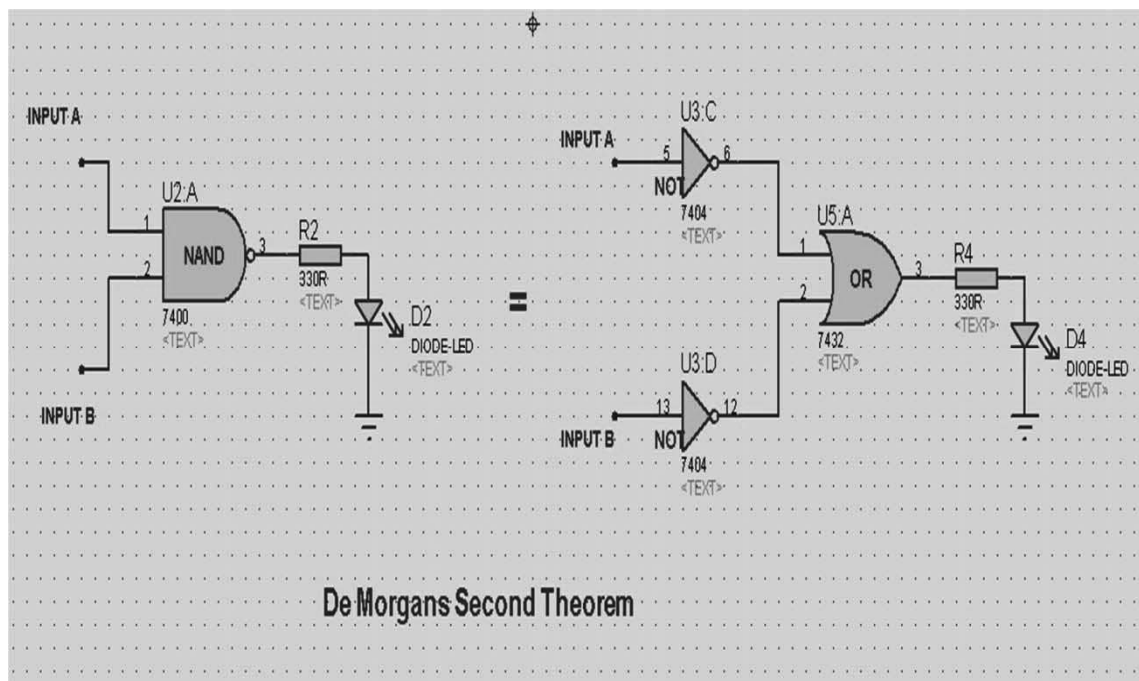 INPUT A
U2:A
1
2
3
NAND
7400
<TEXT>
R2
330R
<TEXT>
D2
DIODE-LED
<TEXT>
INPUT B
=
U3:C
INPUT A
5
6
NOT
7404
<TEXT>
U5:A
1
2
3
OR
7432
<TEXT>
R4
330R
<TEXT>
D4
DIODE-LED
<TEXT>
U3:D
INPUT B
13
12
NOT
7404
<TEXT>
De Morgans Second Theorem